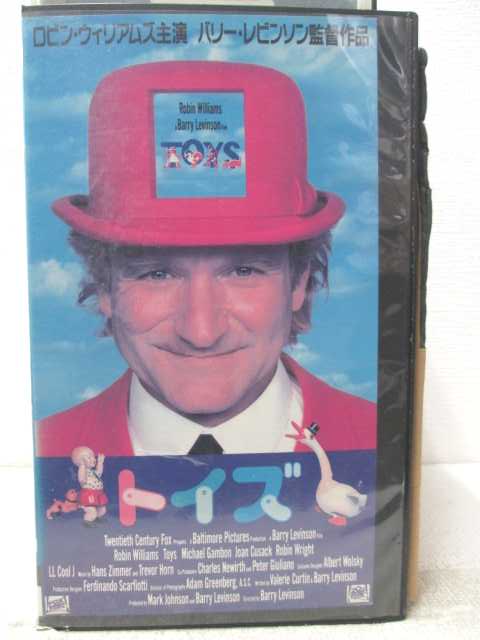 ロビン・ウィリアムズ主演 バリー・レビンソン監督作品
Robin Williams
a Barry Levinson Film
TOYS
トイズ
Twentieth Century Fox Presents A Baltimore Pictures Production A Barry Levinson Film
Robin Williams Toys Michael Gambon Joan Cusack Robin Wright
LL Cool J Music by Hans Zimmer and Trevor Horn Co-Producers Charles Newirth and Peter Giuliano Costume Designer Albert Wolsky
Production Designer Ferdinando Scarfiotti Director of Photography Adam Greenberg, A.S.C. Written by Valerie Curtin & Barry Levinson
Produced by Mark Johnson and Barry Levinson Directed by Barry Levinson